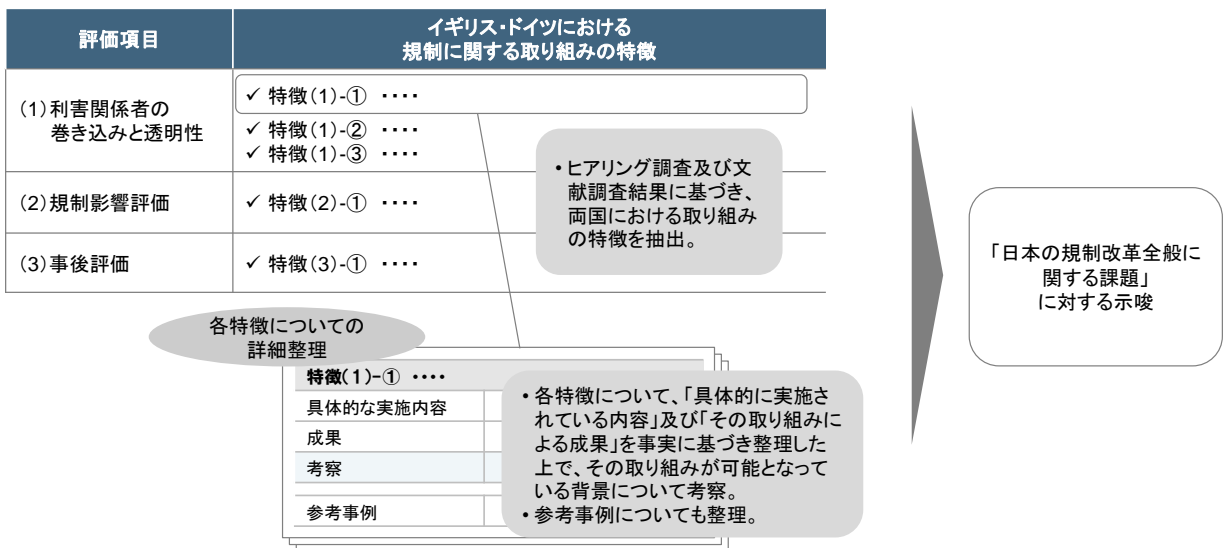 評価項目
イギリス・ドイツにおける
規制に関する取り組みの特徴
(1)利害関係者の
巻き込みと透明性
✓ 特徴(1)-① ････
✓ 特徴(1)-② ････
✓ 特徴(1)-③ ････
(2)規制影響評価
✓ 特徴(2)-① ････
(3)事後評価
✓ 特徴(3)-① ････
• ヒアリング調査及び文
献調査結果に基づき、
両国における取り組み
の特徴を抽出。
「日本の規制改革全般に
関する課題」
に対する示唆
各特徴についての
詳細整理
特徴(1)-① ････
具体的な実施内容
成果
考察
参考事例
• 各特徴について、「具体的に実施さ
れている内容」及び「その取り組みに
よる成果」を事実に基づき整理した
上で、その取り組みが可能となって
いる背景について考察。
• 参考事例についても整理。